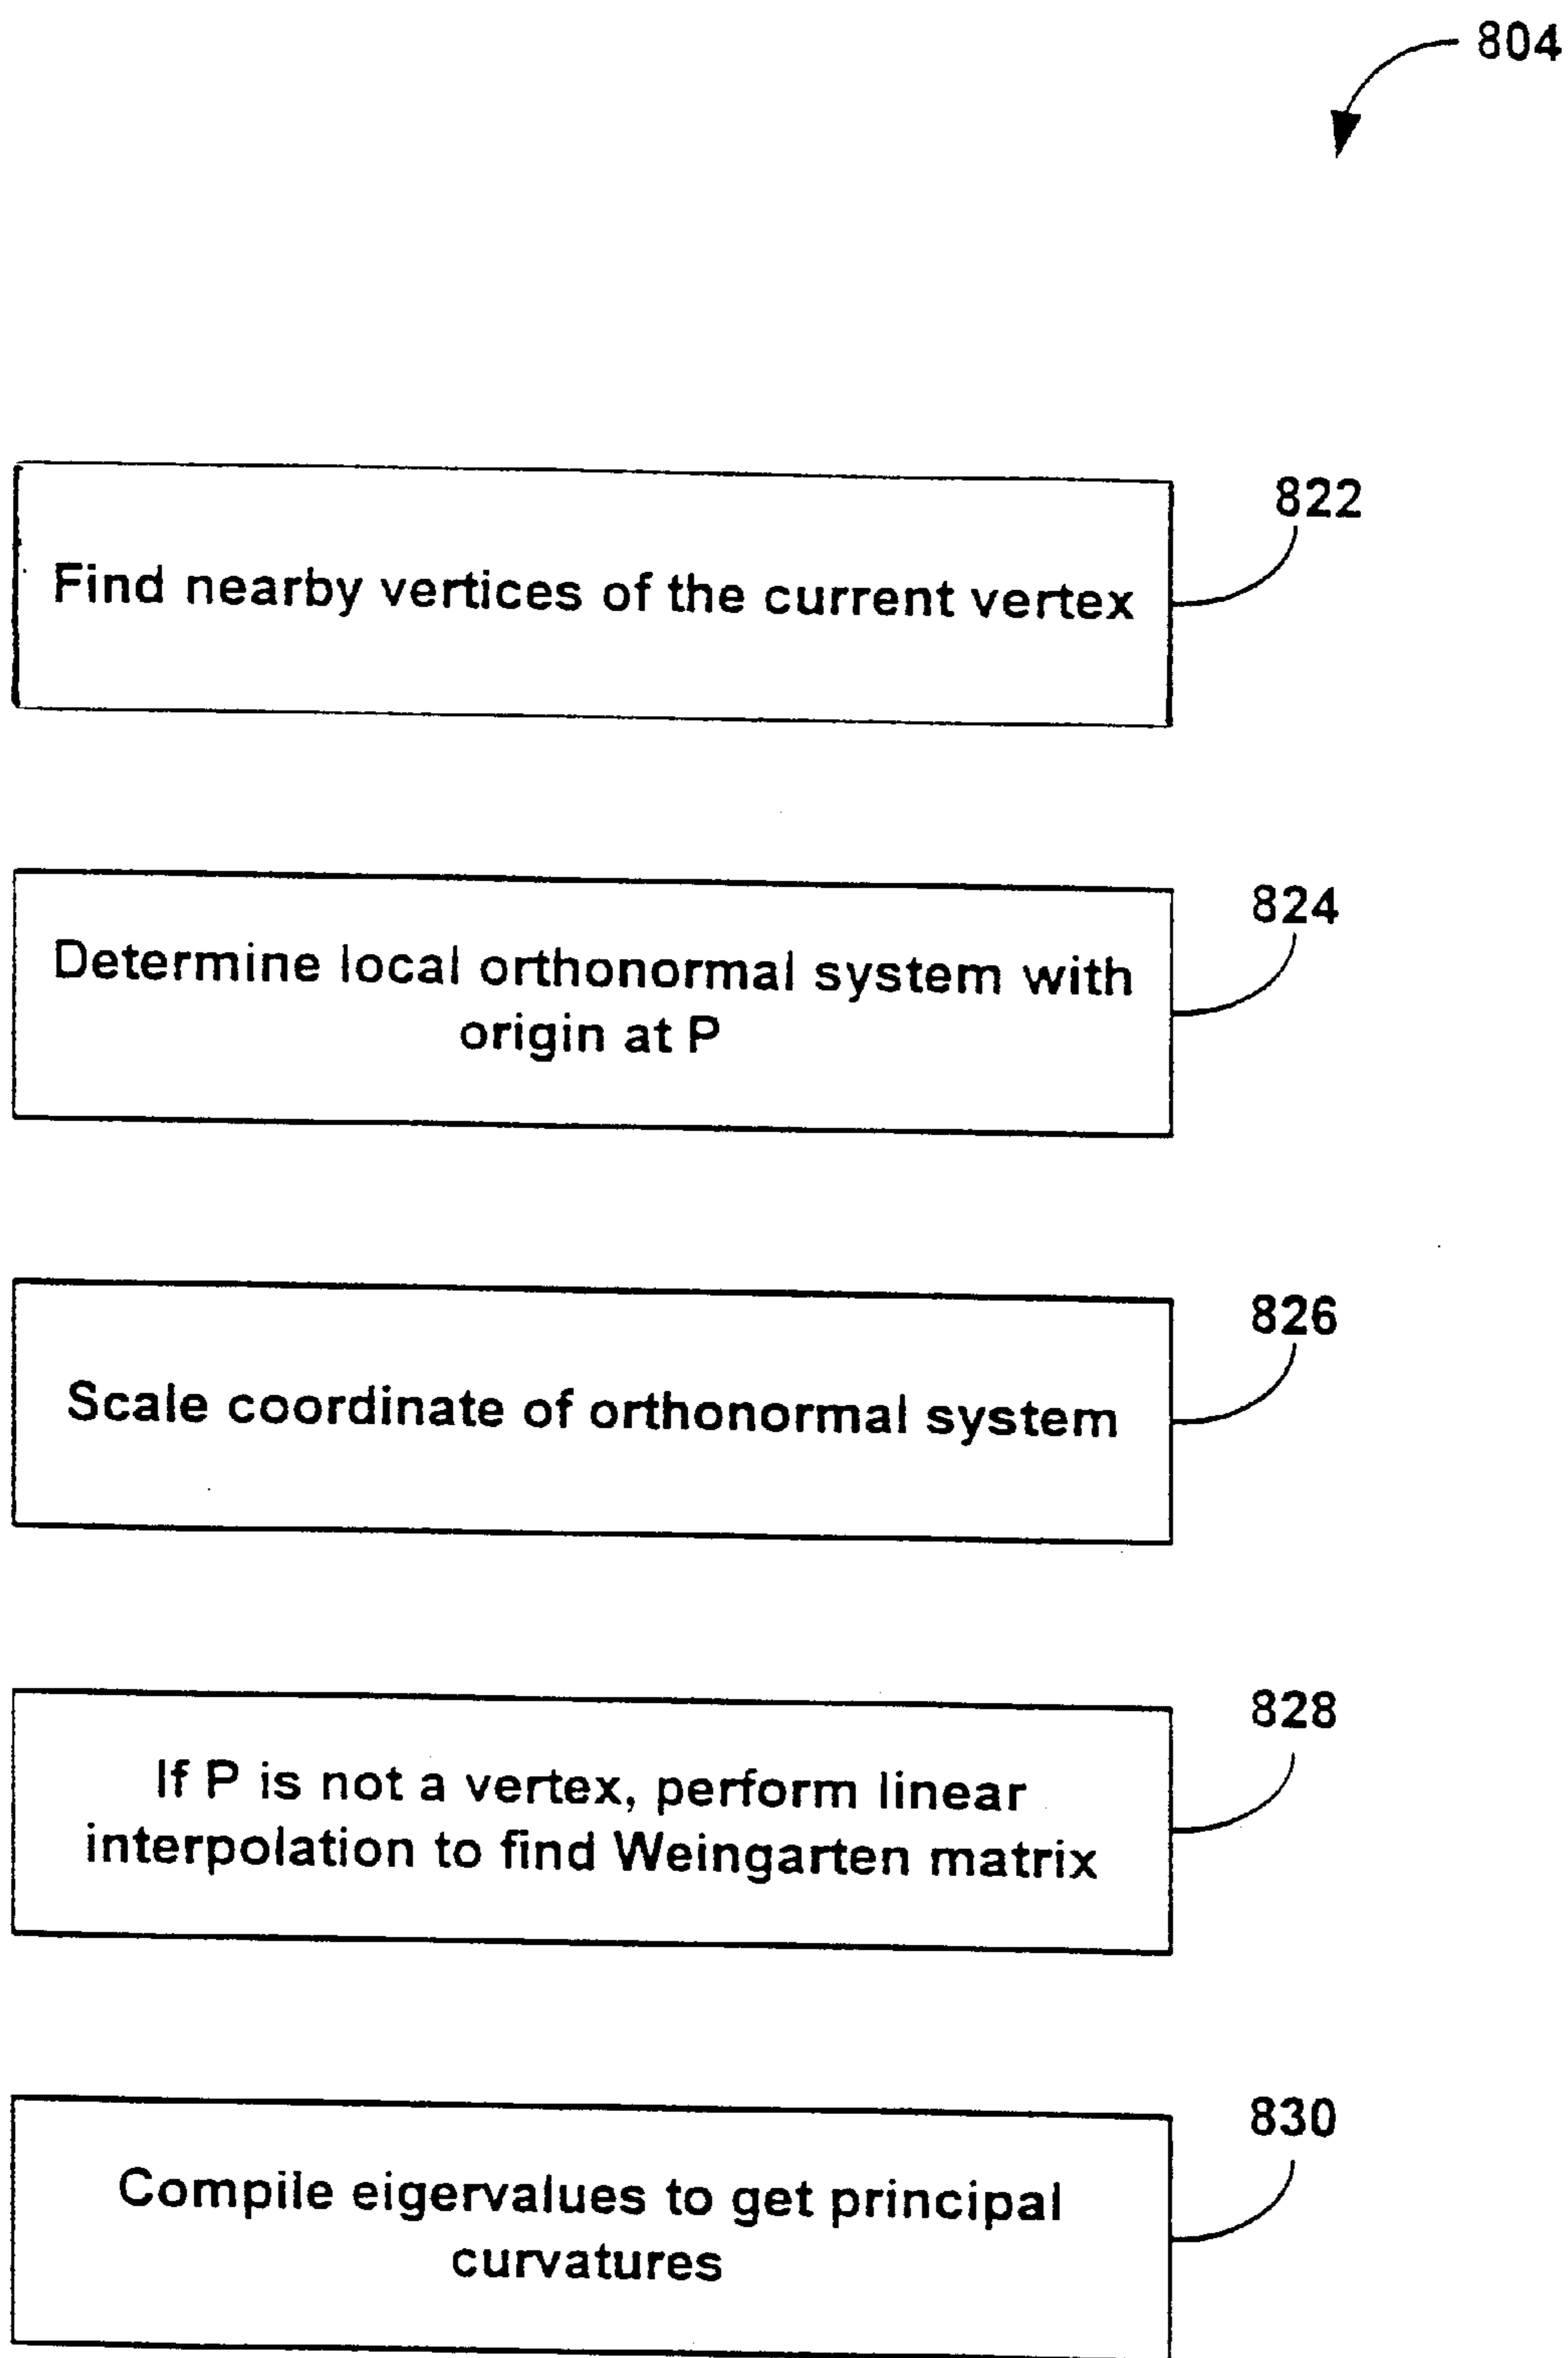 804
822
Find nearby vertices of the current vertex
824
Determine local orthonormal system with
origin at P
826
Scale coordinate of orthonormal system
828
If P is not a vertex, perform linear
interpolation to find Weingarten matrix
830
Compile eigervalues to get principal
curvatures